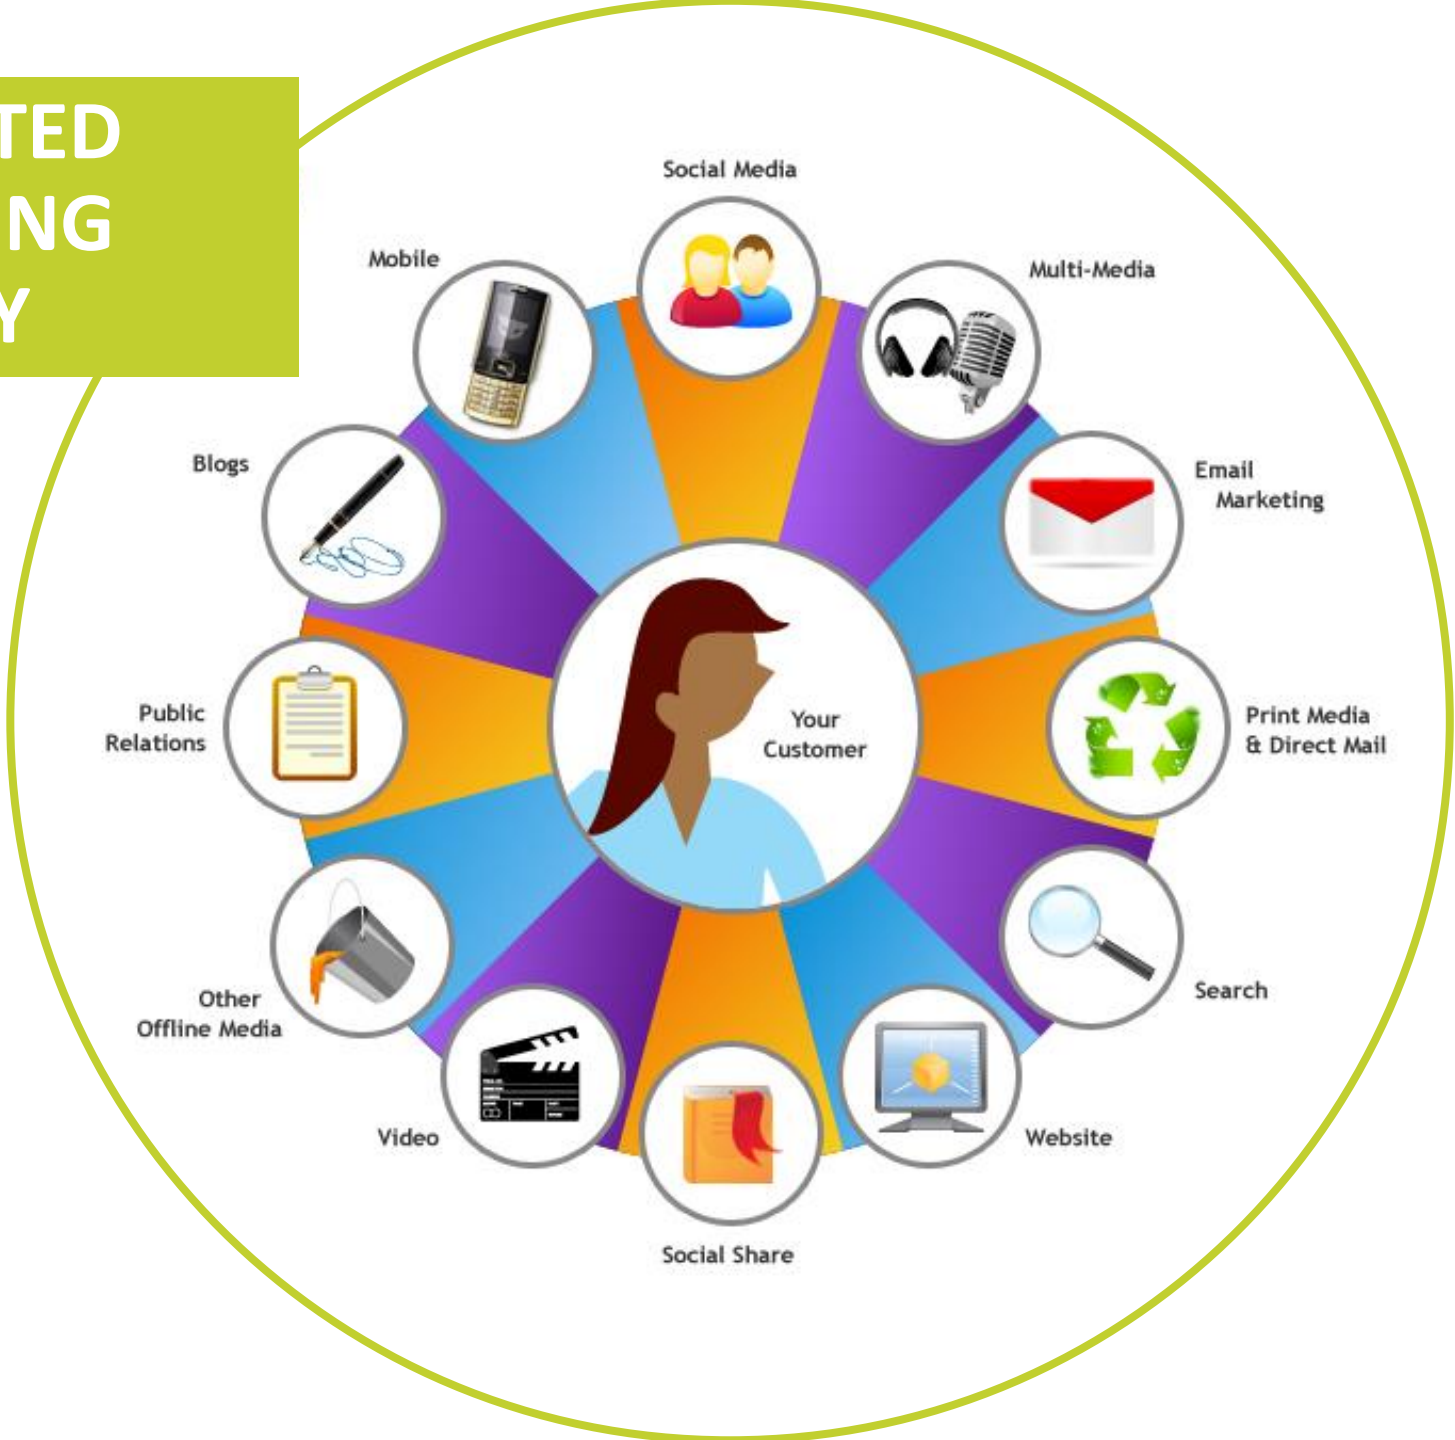 TED
ING
Y
Social Media
Mobile
Multi-Media
Blogs
Email
Marketing
Public
Relations
Your
Customer
Print Media
& Direct Mail
Other
Offline Media
Search
Video
Website
Social Share